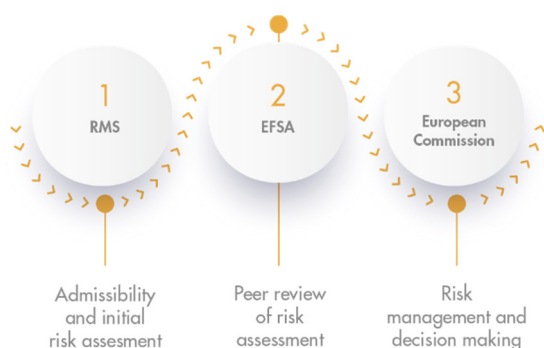 1
RMS
Admissibility
and initial
risk assesment
2
EFSA
Peer review
of risk
assessment
3
European
Commission
Risk
management and
decision making